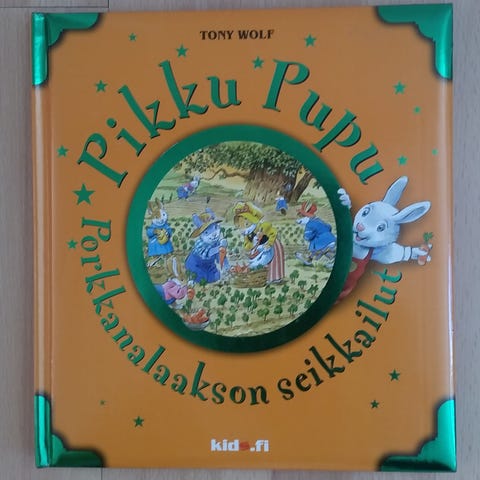 TONY WOLF
Pikku Pupu
Porkkanalaakson seikkailut
kids.fi